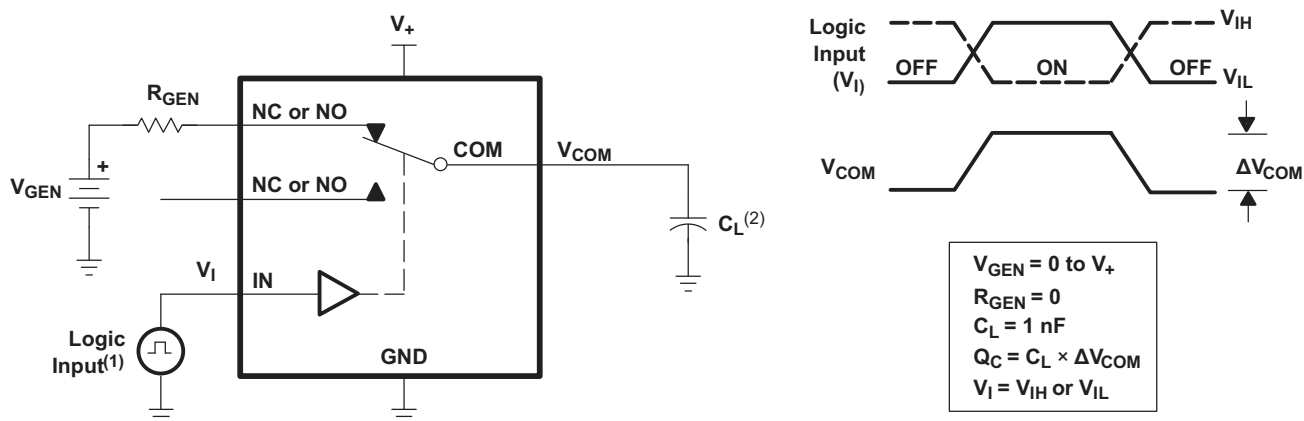 V+
RGEN
NC or NO
COM
VCOM
+
VGEN
NC or NO
CL(2)
VI
IN
Logic
Input(1)
GND
Logic
Input
(VI)
OFF
ON
OFF
VIH
VIL
VCOM
ΔVCOM
VGEN = 0 to V+
RGEN = 0
CL = 1 nF
QC = CL × ΔVCOM
VI = VIH or VIL